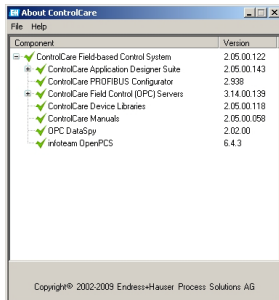 About ControlCare
File Help
Component Version
ControlCare Field-based Control System 2.05.00.122
ControlCare Application Designer Suite 2.05.00.143
ControlCare PROFIBUS Configurator 2.938
ControlCare Field Control (OPC) Servers 3.14.00.139
ControlCare Device Libraries 2.05.00.118
ControlCare Manuals 2.05.00.058
OPC DataSpy 2.02.00
infoteam OpenPCS 6.4.3
Copyright© 2002-2009 Endress+Hauser Process Solutions AG